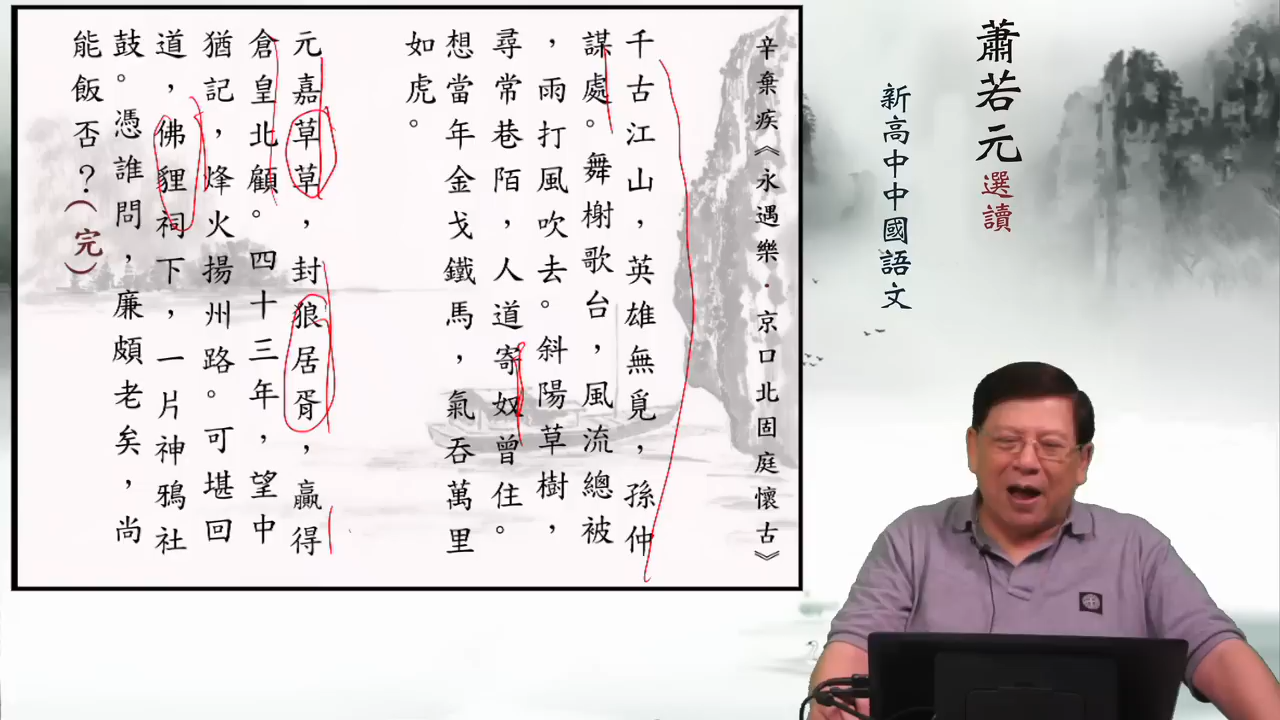 蕭若元
選讀
新高中中國語文
辛棄疾《永遇樂．京口北固庭懷古》
千古江山，英雄無覓，孫仲
謀處。舞榭歌台，風流總被
，雨打風吹去。斜陽草樹，
尋常巷陌，人道寄奴曾住。
想當年金戈鐵馬，氣吞萬里
如虎。
元嘉草草，封狼居胥，贏得
倉皇北顧。四十三年，望中
猶記，烽火揚州路。可堪回
道，佛貍祠下，一片神鴉社
鼓。憑誰問，廉頗老矣，尚
能飯否？（完）